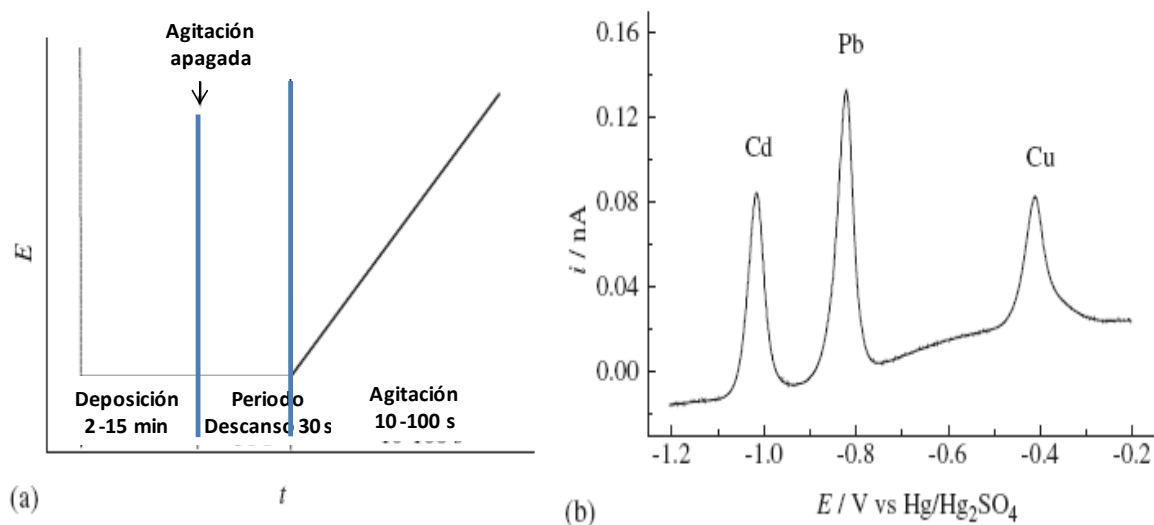 Agitación
apagada
E
Deposición
2-15 min
Periodo
Descanso 30 s
Agitación
10-100 s
(a)
t
0.16
0.12
0.08
0.04
0.00
i / nA
Cd
Pb
Cu
-1.2 -1.0 -0.8 -0.6 -0.4 -0.2
(b)
E / V vs Hg/Hg₂SO₄